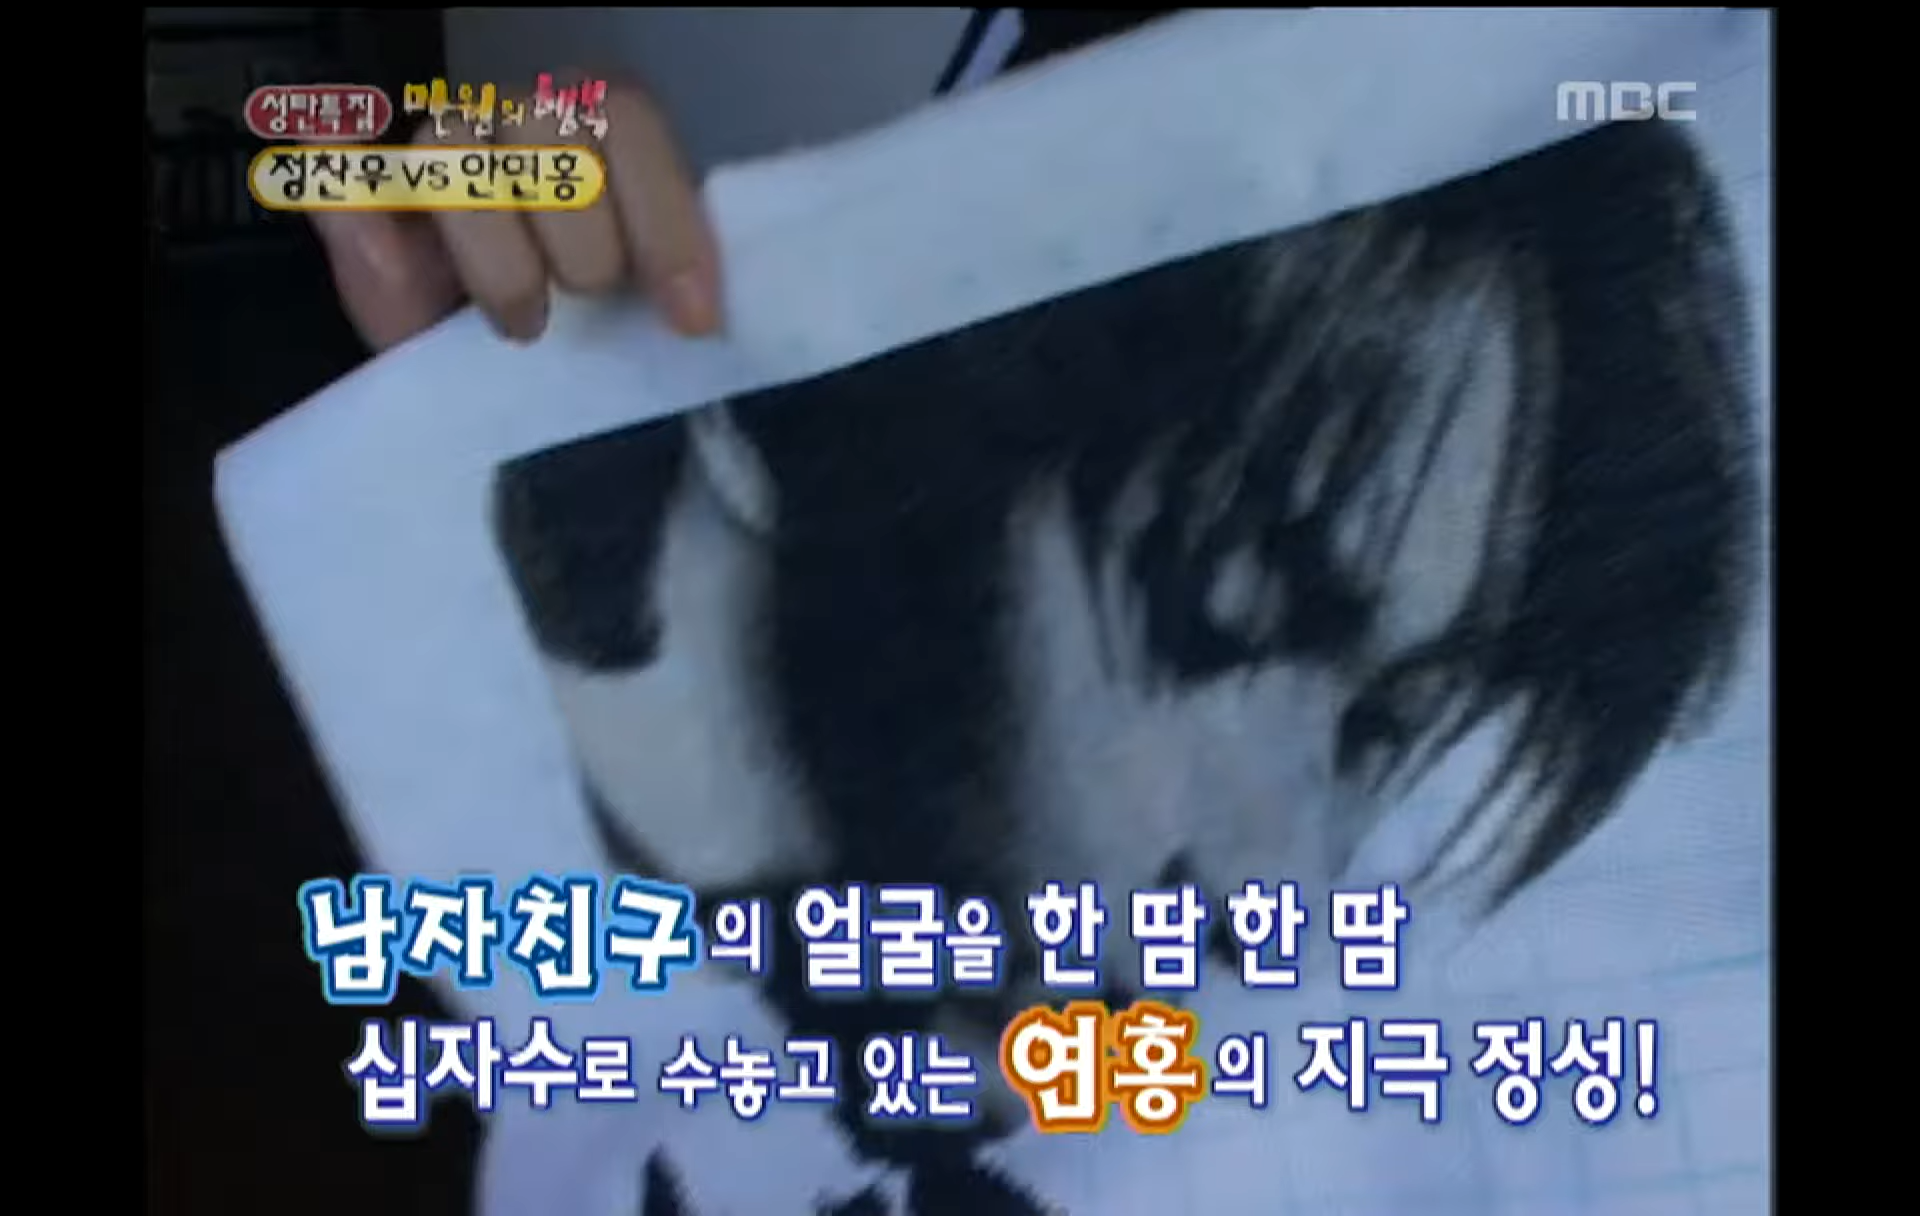 성탄특집 만원의 행복
MBC
정찬우 VS 안연홍
남자친구의 얼굴을 한 땀 한 땀
십자수로 수놓고 있는 연홍의 지극 정성!